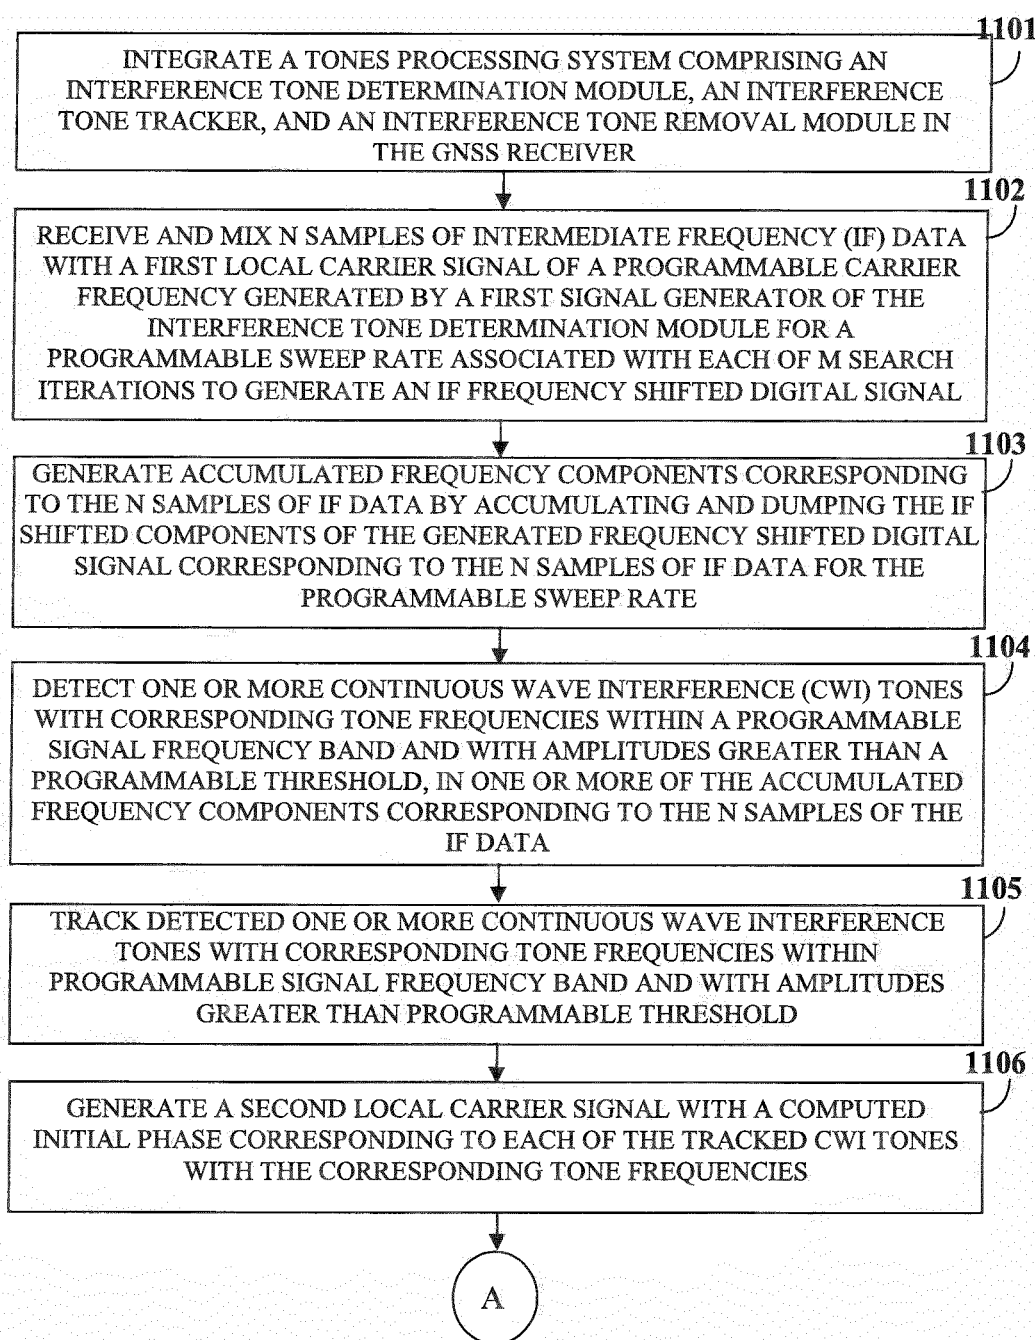 1101
INTEGRATE A TONES PROCESSING SYSTEM COMPRISING AN
INTERFERENCE TONE DETERMINATION MODULE, AN INTERFERENCE
TONE TRACKER, AND AN INTERFERENCE TONE REMOVAL MODULE IN
THE GNSS RECEIVER
1102
RECEIVE AND MIX N SAMPLES OF INTERMEDIATE FREQUENCY (IF) DATA
WITH A FIRST LOCAL CARRIER SIGNAL OF A PROGRAMMABLE CARRIER
FREQUENCY GENERATED BY A FIRST SIGNAL GENERATOR OF THE
INTERFERENCE TONE DETERMINATION MODULE FOR A
PROGRAMMABLE SWEEP RATE ASSOCIATED WITH EACH OF M SEARCH
ITERATIONS TO GENERATE AN IF FREQUENCY SHIFTED DIGITAL SIGNAL
1103
GENERATE ACCUMULATED FREQUENCY COMPONENTS CORRESPONDING
TO THE N SAMPLES OF IF DATA BY ACCUMULATING AND DUMPING THE IF
SHIFTED COMPONENTS OF THE GENERATED FREQUENCY SHIFTED DIGITAL
SIGNAL CORRESPONDING TO THE N SAMPLES OF IF DATA FOR THE
PROGRAMMABLE SWEEP RATE
1104
DETECT ONE OR MORE CONTINUOUS WAVE INTERFERENCE (CWI) TONES
WITH CORRESPONDING TONE FREQUENCIES WITHIN A PROGRAMMABLE
SIGNAL FREQUENCY BAND AND WITH AMPLITUDES GREATER THAN A
PROGRAMMABLE THRESHOLD, IN ONE OR MORE OF THE ACCUMULATED
FREQUENCY COMPONENTS CORRESPONDING TO THE N SAMPLES OF THE
IF DATA
1105
TRACK DETECTED ONE OR MORE CONTINUOUS WAVE INTERFERENCE
TONES WITH CORRESPONDING TONE FREQUENCIES WITHIN
PROGRAMMABLE SIGNAL FREQUENCY BAND AND WITH AMPLITUDES
GREATER THAN PROGRAMMABLE THRESHOLD
1106
GENERATE A SECOND LOCAL CARRIER SIGNAL WITH A COMPUTED
INITIAL PHASE CORRESPONDING TO EACH OF THE TRACKED CWI TONES
WITH THE CORRESPONDING TONE FREQUENCIES
A